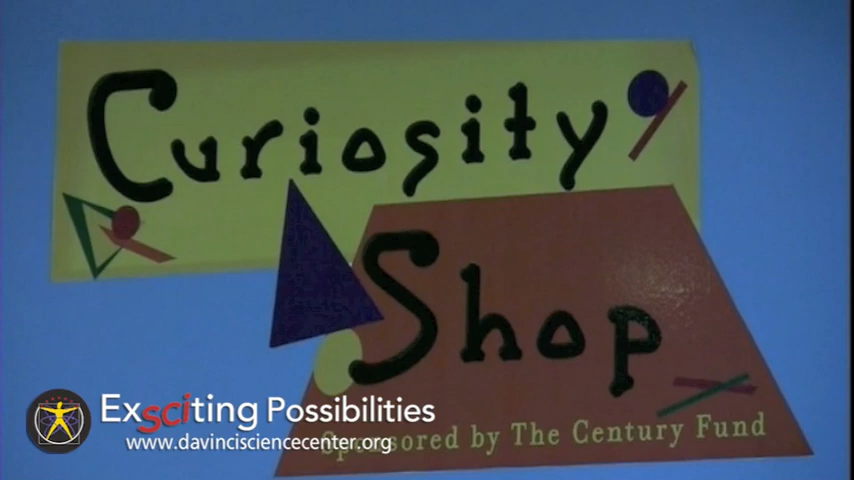 Curiosity
Shop
Sponsored by The Century Fund
Exsciting Possibilities
www.davincisciencecenter.org